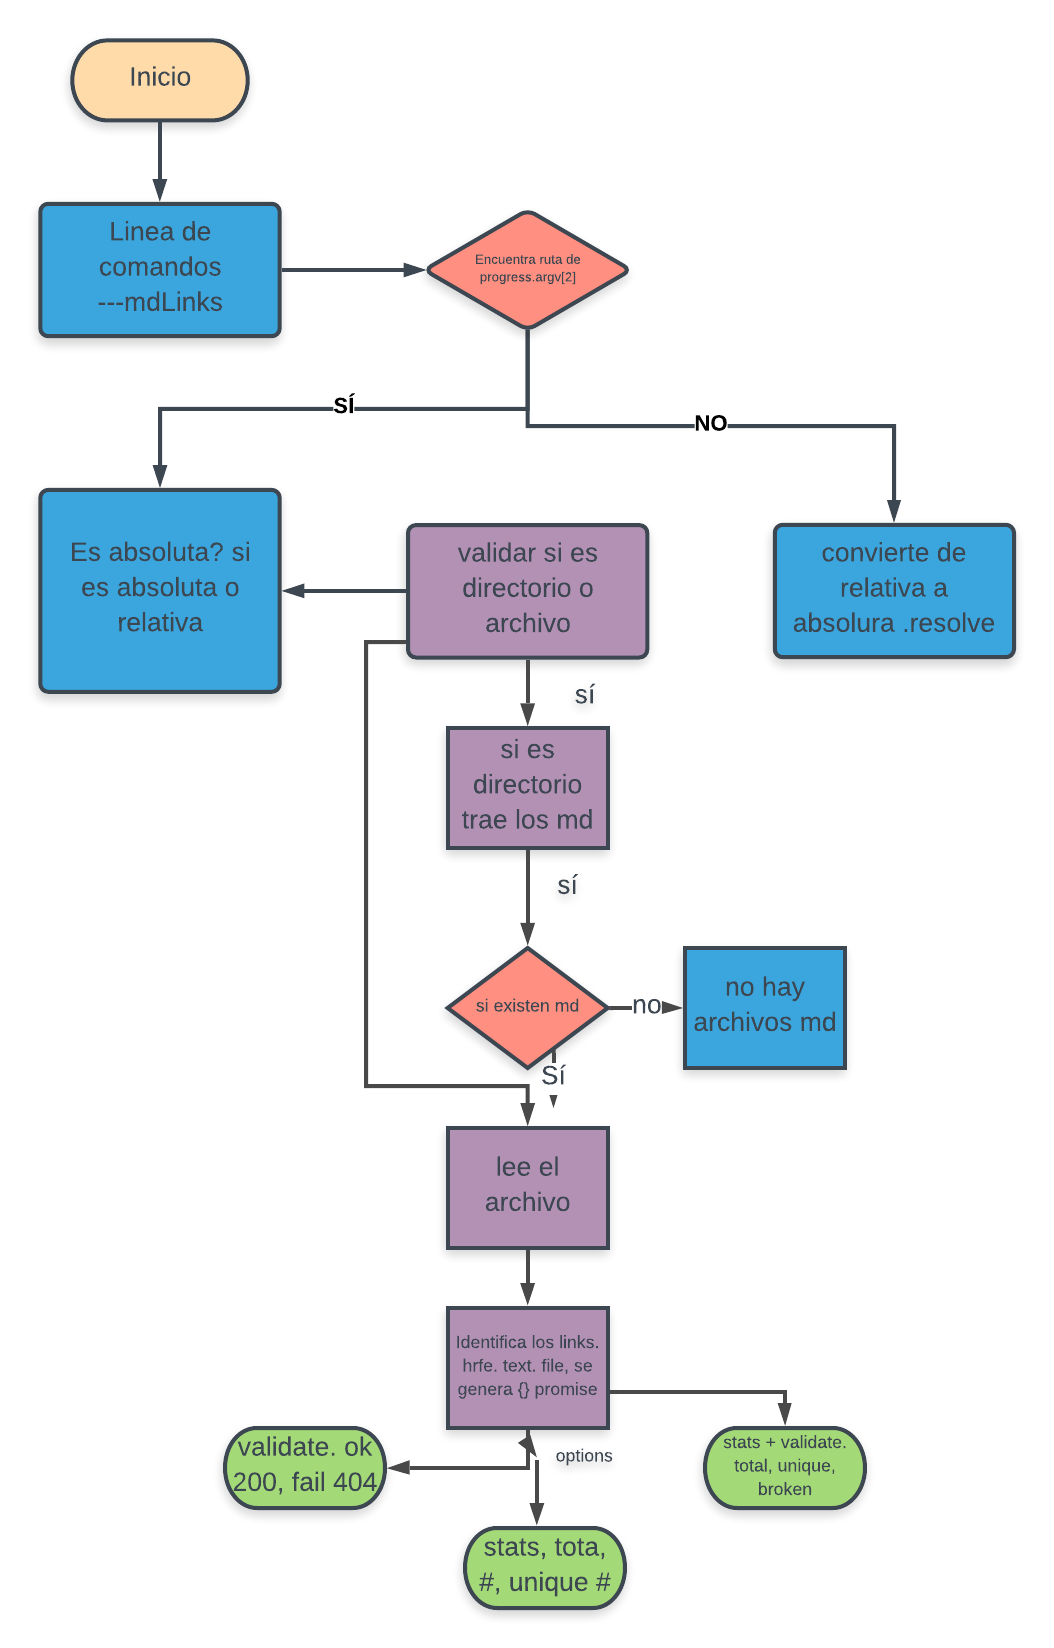 Inicio
Linea de
comandos
---mdLinks
Encuentra ruta de
progress.argv[2]
SÍ
NO
Es absoluta? si
es absoluta o
relativa
validar si es
directorio o
archivo
convierte de
relativa a
absolura .resolve
sí
si es
directorio
trae los md
sí
si existen md
no
no hay
archivos md
Sí
lee el
archivo
Identifica los links.
hrfe. text. file, se
genera {} promise
validate. ok
200, fail 404
options
stats + validate.
total, unique,
broken
stats, tota,
#, unique #